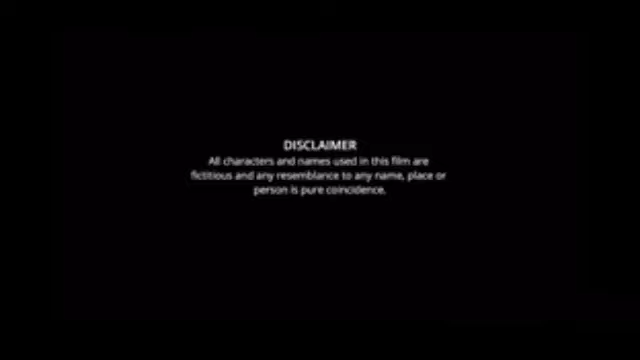 DISCLAIMER
All characters and names used in this film are
fictitious and any resemblance to any name, place or
person is pure coincidence.